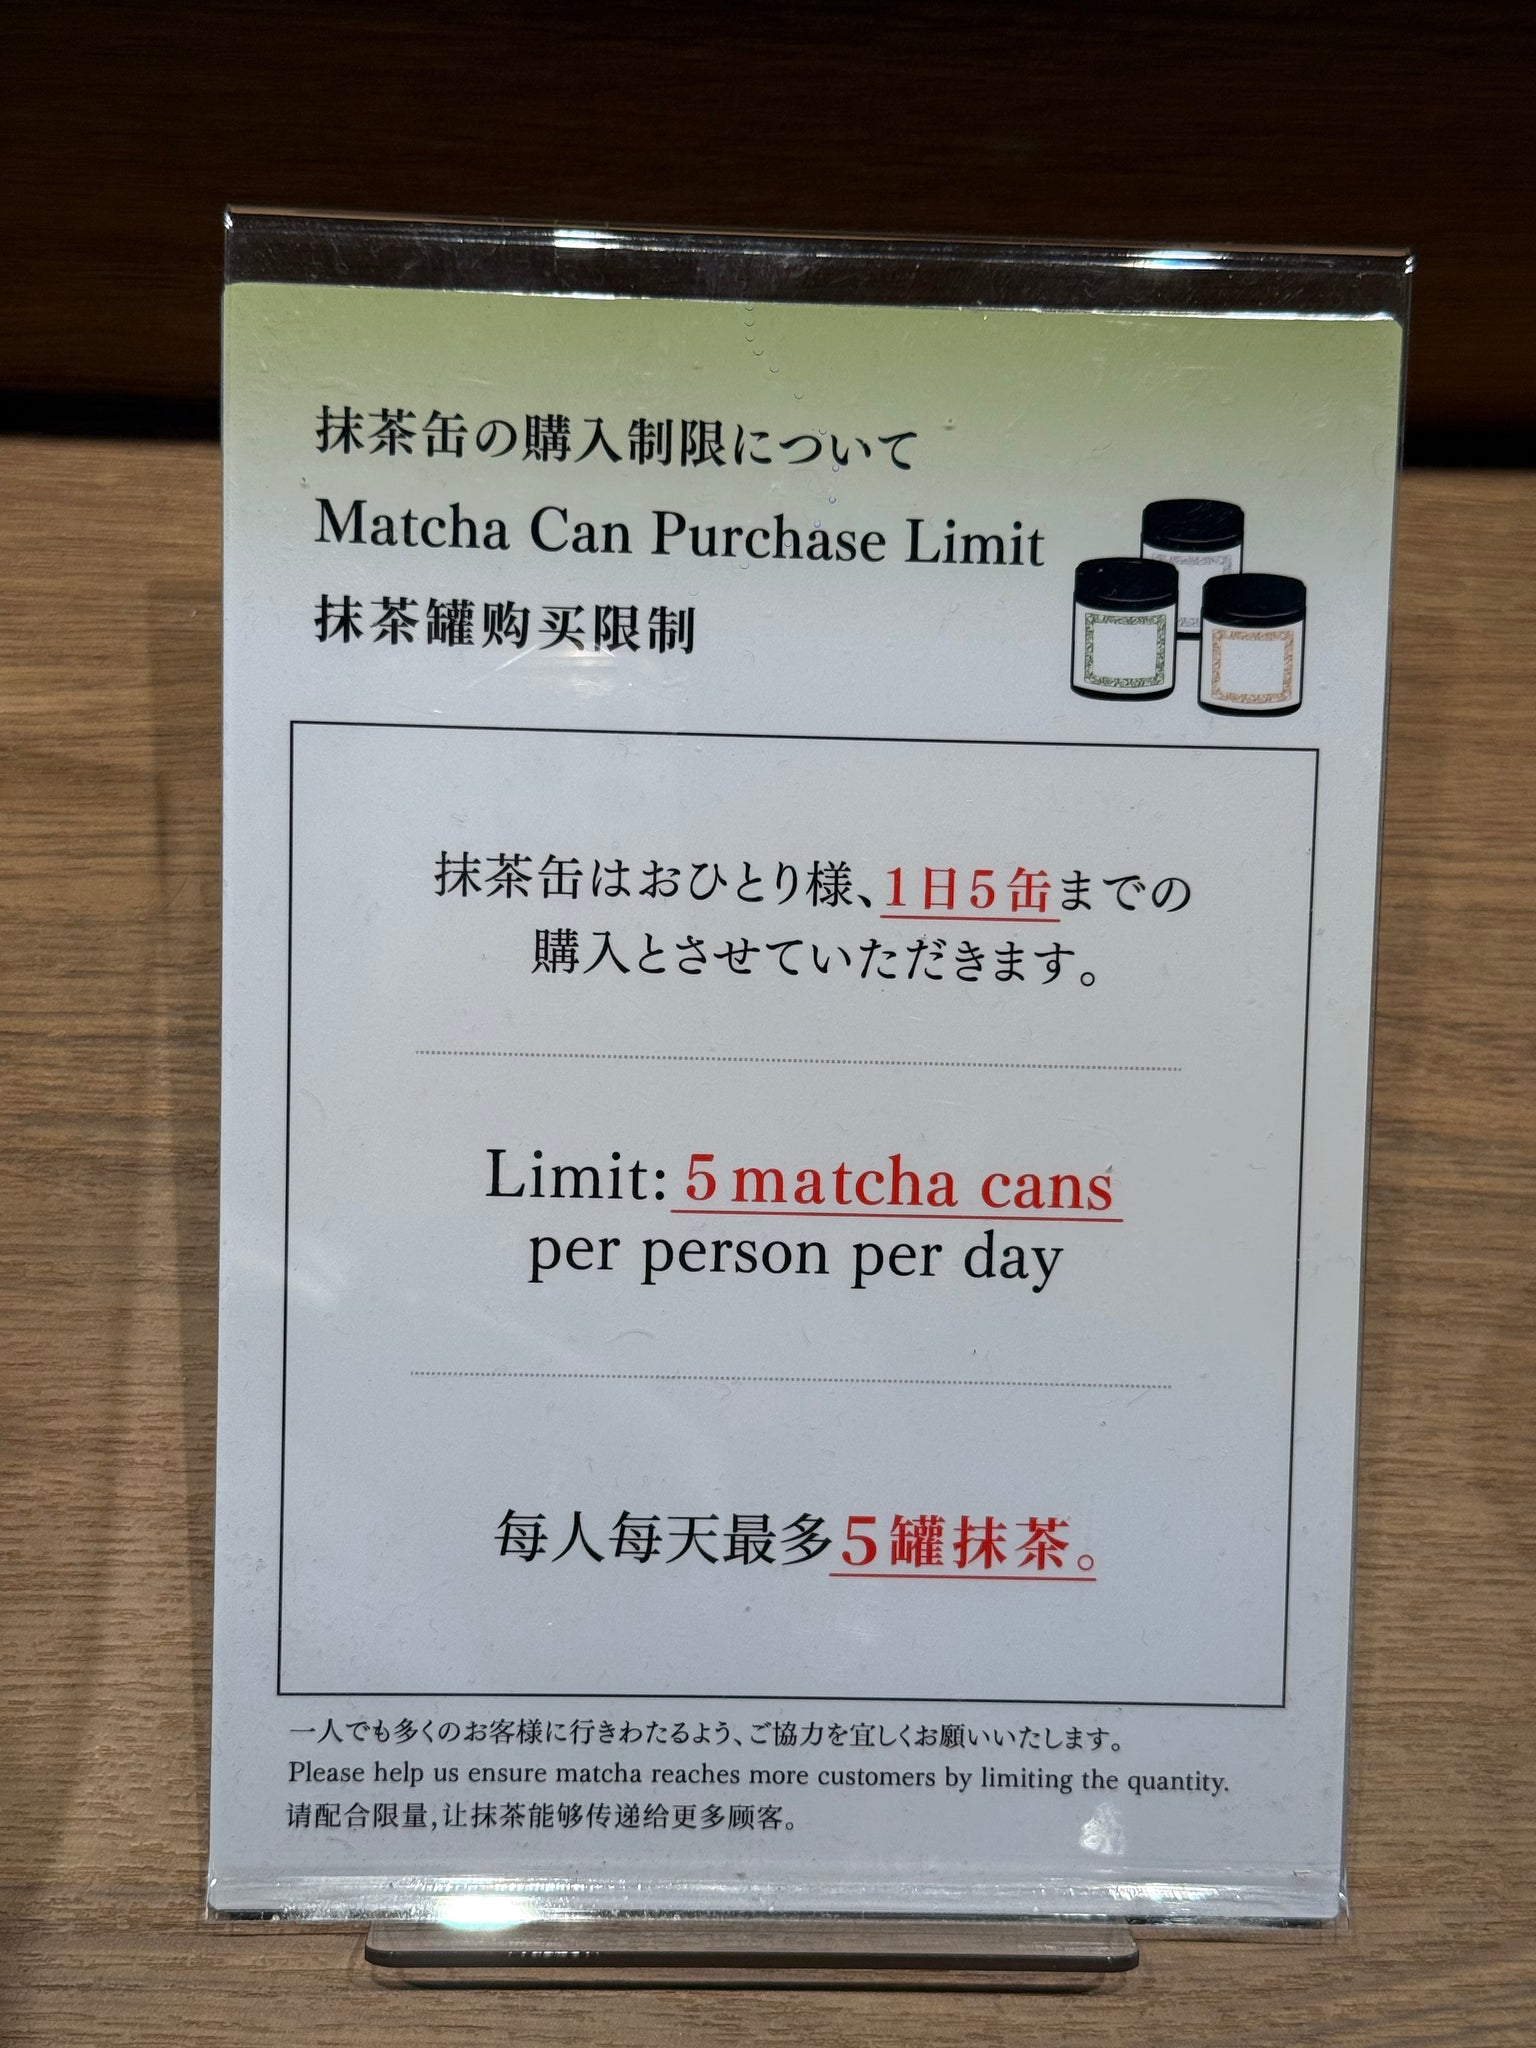 抹茶缶の購入制限について
Matcha Can Purchase Limit
抹茶罐购买限制
抹茶缶はおひとり様、1日5缶までの
購入とさせていただきます。
Limit: 5 matcha cans
per person per day
每人每天最多5罐抹茶。
一人でも多くのお客様に行きわたるよう、ご協力を宜しくお願いいたします。
Please help us ensure matcha reaches more customers by limiting the quantity.
请配合限量,让抹茶能够传递给更多顾客。